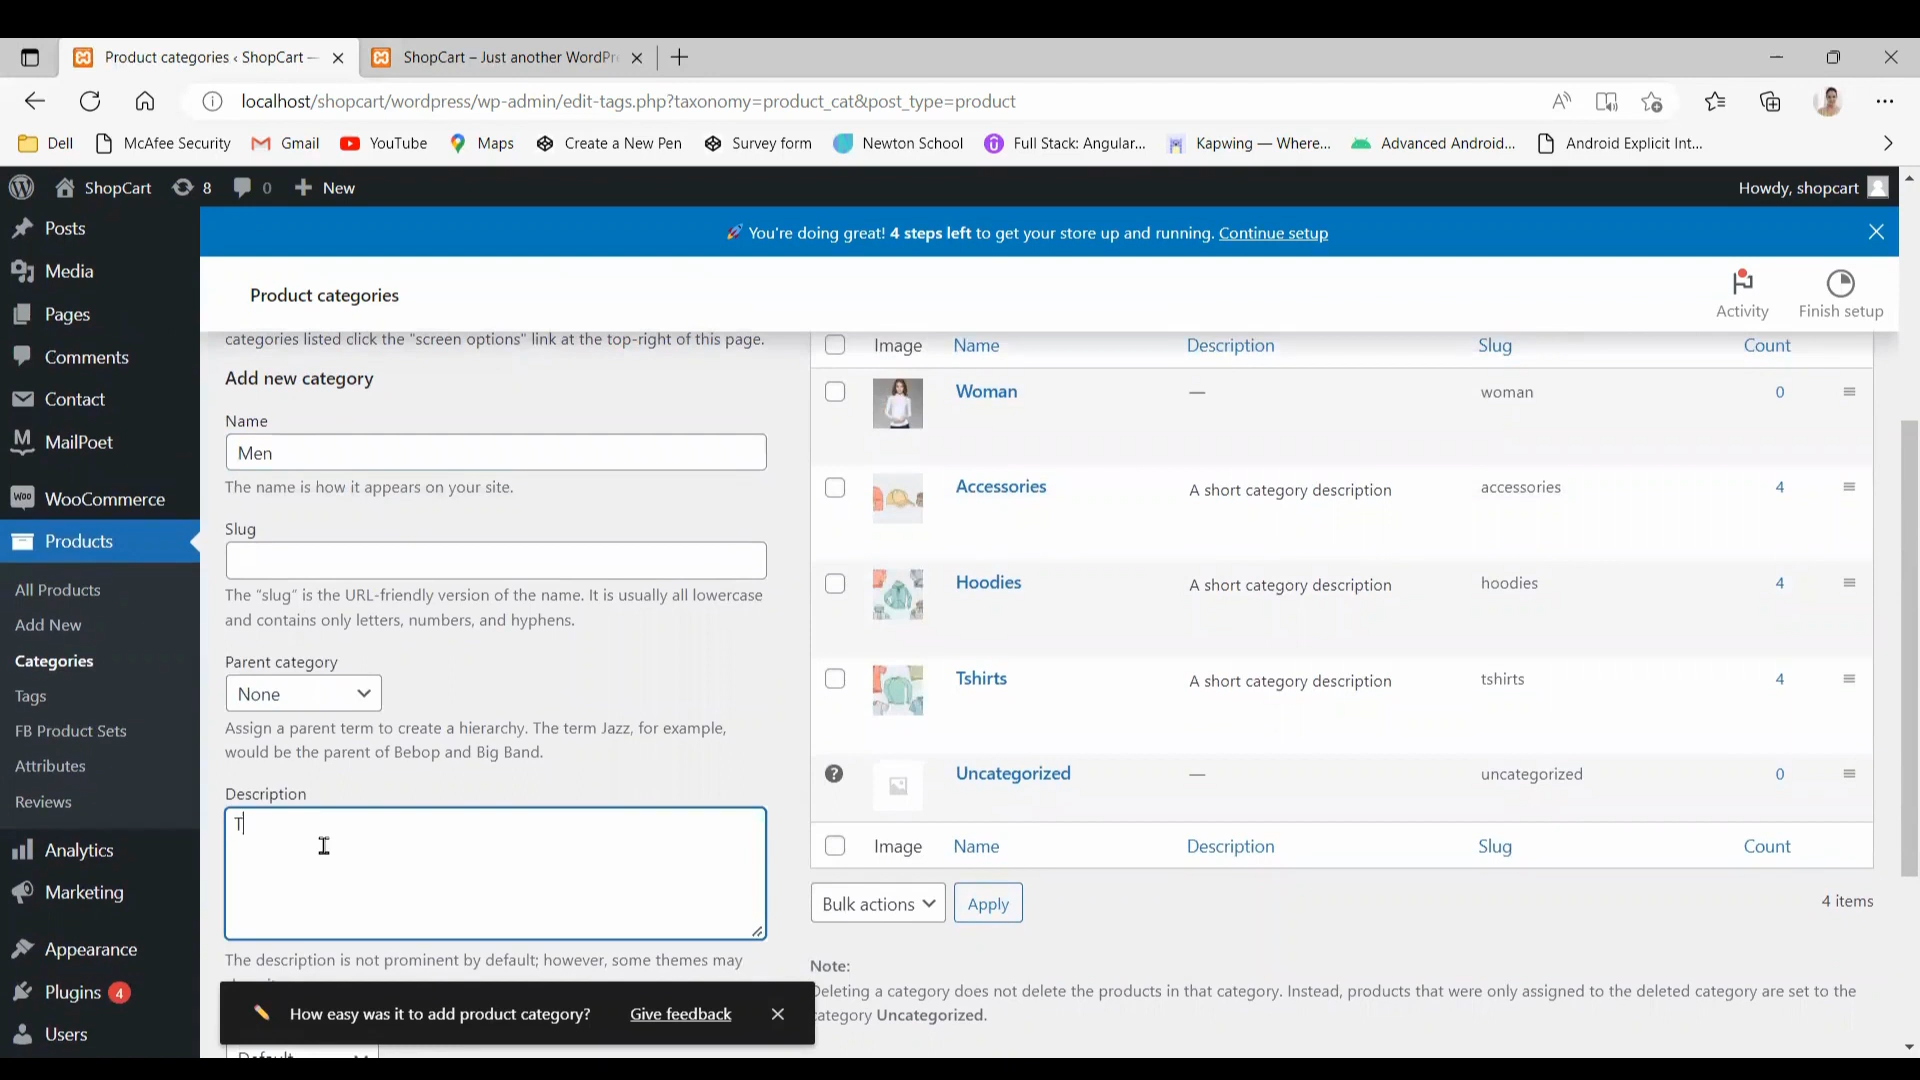 Product categories ‹ ShopCart —
ShopCart – Just another WordPr
localhost/shopcart/wordpress/wp-admin/edit-tags.php?taxonomy=product_cat&post_type=product
Dell
McAfee Security
Gmail
YouTube
Maps
Create a New Pen
Survey form
Newton School
Full Stack: Angular...
Kapwing — Where...
Advanced Android...
Android Explicit Int...
ShopCart
8
0
New
Howdy, shopcart
Posts
Media
Pages
Comments
Contact
MailPoet
WooCommerce
Products
All Products
Add New
Categories
Tags
FB Product Sets
Attributes
Reviews
Analytics
Marketing
Appearance
Plugins 4
Users
You're doing great! 4 steps left to get your store up and running. Continue setup
Product categories
Activity
Finish setup
categories listed click the "screen options" link at the top-right of this page.
Add new category
Name
Men
The name is how it appears on your site.
Slug
The “slug” is the URL-friendly version of the name. It is usually all lowercase
and contains only letters, numbers, and hyphens.
Parent category
None
Assign a parent term to create a hierarchy. The term Jazz, for example,
would be the parent of Bebop and Big Band.
Description
T
The description is not prominent by default; however, some themes may
How easy was it to add product category? Give feedback
Default
Image Name Description Slug Count
Woman — woman 0
Accessories A short category description accessories 4
Hoodies A short category description hoodies 4
Tshirts A short category description tshirts 4
Uncategorized — uncategorized 0
Image Name Description Slug Count
Bulk actions Apply 4 items
Note:
Deleting a category does not delete the products in that category. Instead, products that were only assigned to the deleted category are set to the
category Uncategorized.